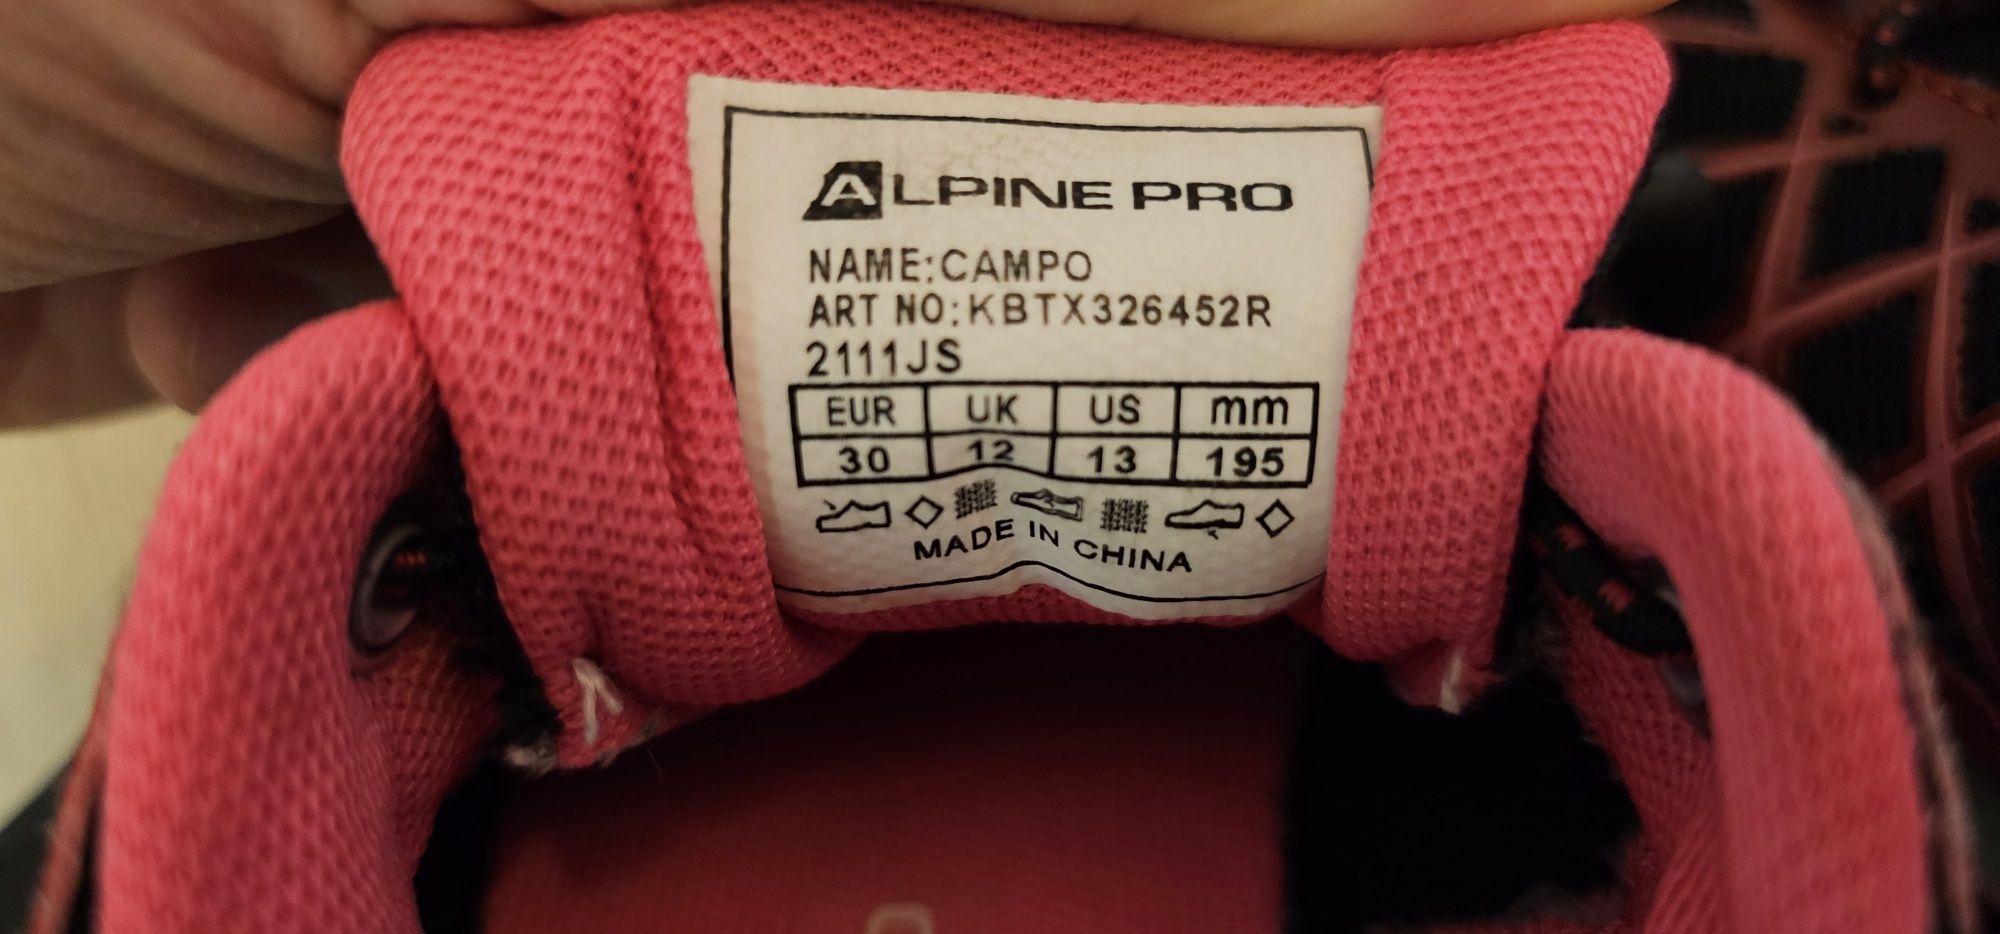 ALPINE PRO
NAME:CAMPO
ART NO:KBTX326452R
2111JS
EUR UK US mm
30 12 13 195
MADE IN CHINA